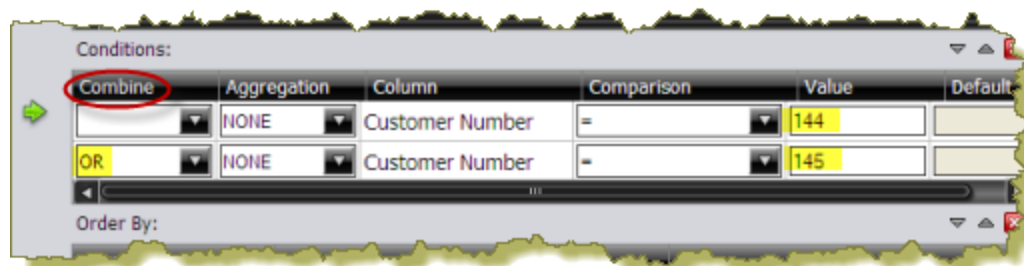 Conditions:
Combine Aggregation Column Comparison Value Default
NONE Customer Number = 144
OR NONE Customer Number = 145
Order By: